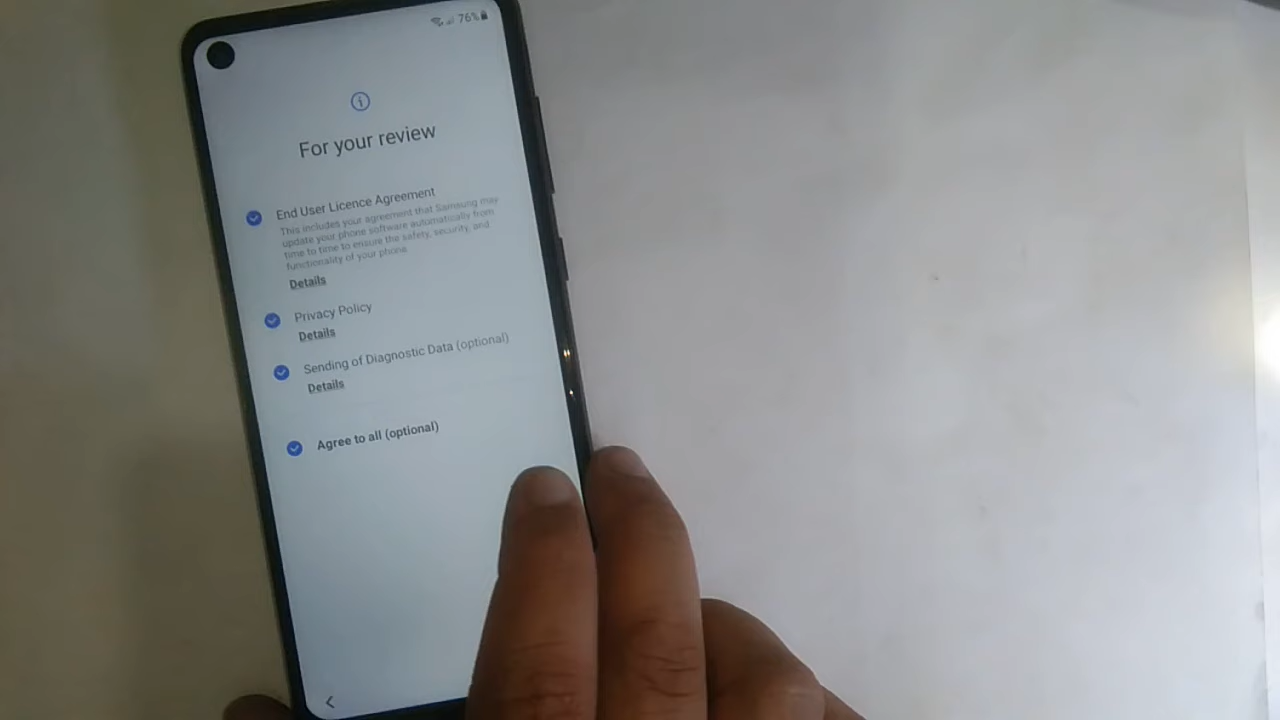 76%
For your review
End User Licence Agreement
This includes your agreement that Samsung may
update your phone software automatically from
time to time to ensure the safety, security, and
functionality of your phone.
Details
Privacy Policy
Details
Sending of Diagnostic Data (optional)
Details
Agree to all (optional)